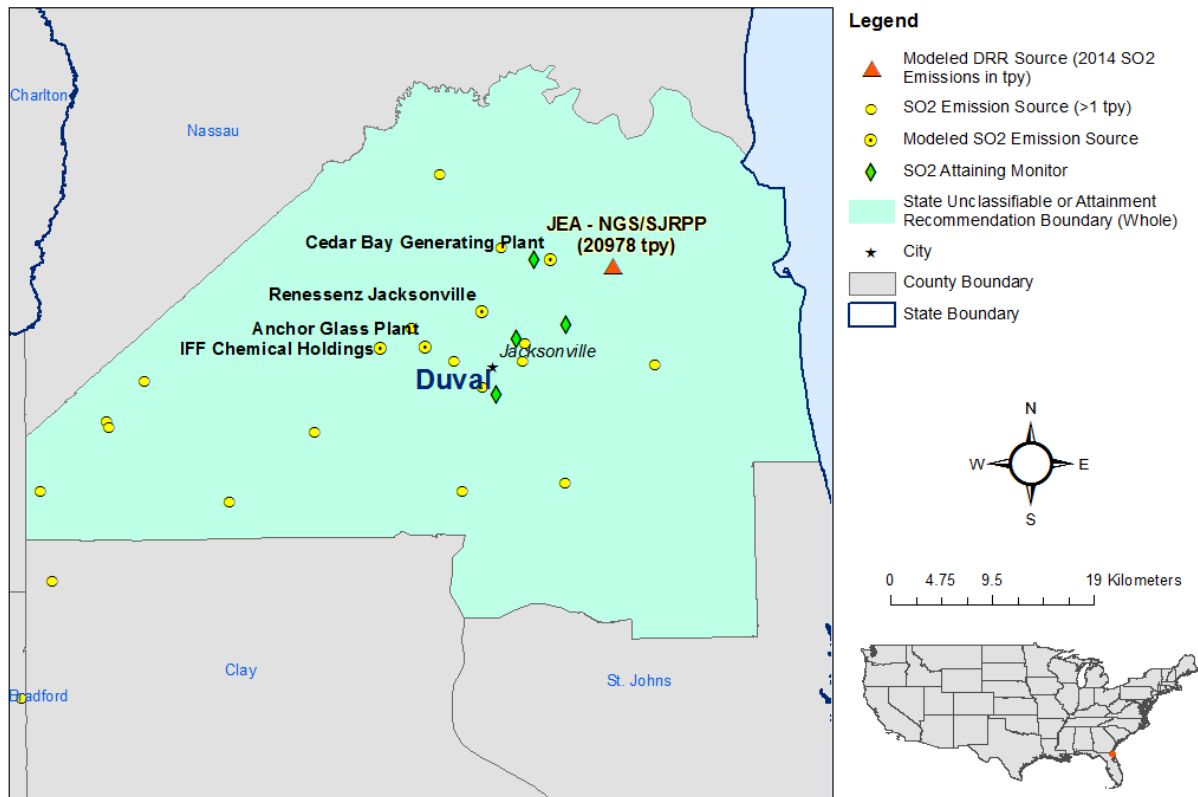 Charlton
Nassau
JEA - NGS/SJRPP
(20978 tpy)
Cedar Bay Generating Plant
Renessenz Jacksonville
Anchor Glass Plant
IFF Chemical Holdings
Jacksonville
Duval
Clay
St. Johns
Bradford
Legend
Modeled DRR Source (2014 SO2
Emissions in tpy)
SO2 Emission Source (>1 tpy)
Modeled SO2 Emission Source
SO2 Attaining Monitor
State Unclassifiable or Attainment
Recommendation Boundary (Whole)
City
County Boundary
State Boundary
N
W E
S
0 4.75 9.5 19 Kilometers